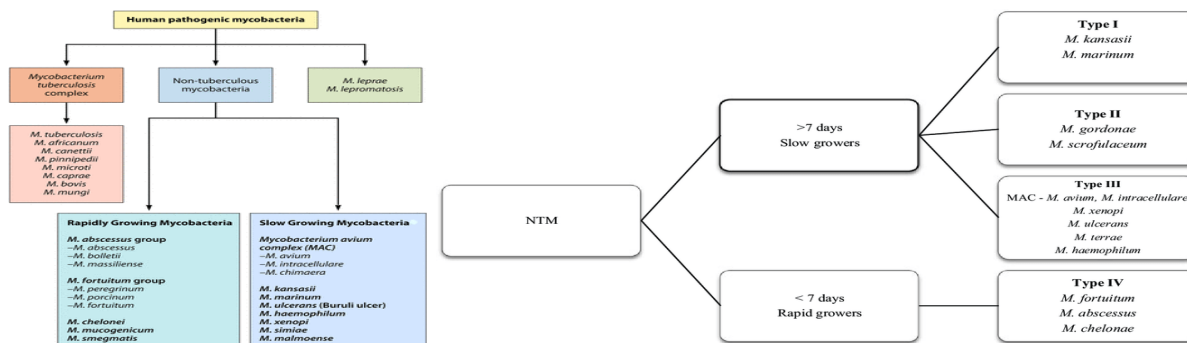 Human pathogenic mycobacteria
Mycobacterium
tuberculosis
complex
Non-tuberculous
mycobacteria
M. leprae
M. lepromatosis
M. tuberculosis
M. africanum
M. canettii
M. pinnipedii
M. microti
M. caprae
M. bovis
M. mungi
Rapidly Growing Mycobacteria
M. abscessus group
–M. abscessus
–M. bolletii
–M. massiliense
M. fortuitum group
–M. peregrinum
–M. porcinum
–M. fortuitum
M. chelonei
M. mucogenicum
M. smegmatis
Slow Growing Mycobacteria
Mycobacterium avium
complex (MAC)
–M. avium
–M. intracellulare
–M. chimaera
M. kansasii
M. marinum
M. ulcerans (Buruli ulcer)
M. haemophilum
M. xenopi
M. simiae
M. malmoense
NTM
>7 days
Slow growers
< 7 days
Rapid growers
Type I
M. kansasii
M. marinum
Type II
M. gordonae
M. scrofulaceum
Type III
MAC - M. avium, M. intracellulare
M. xenopi
M. ulcerans
M. terrae
M. haemophilum
Type IV
M. fortuitum
M. abscessus
M. chelonae